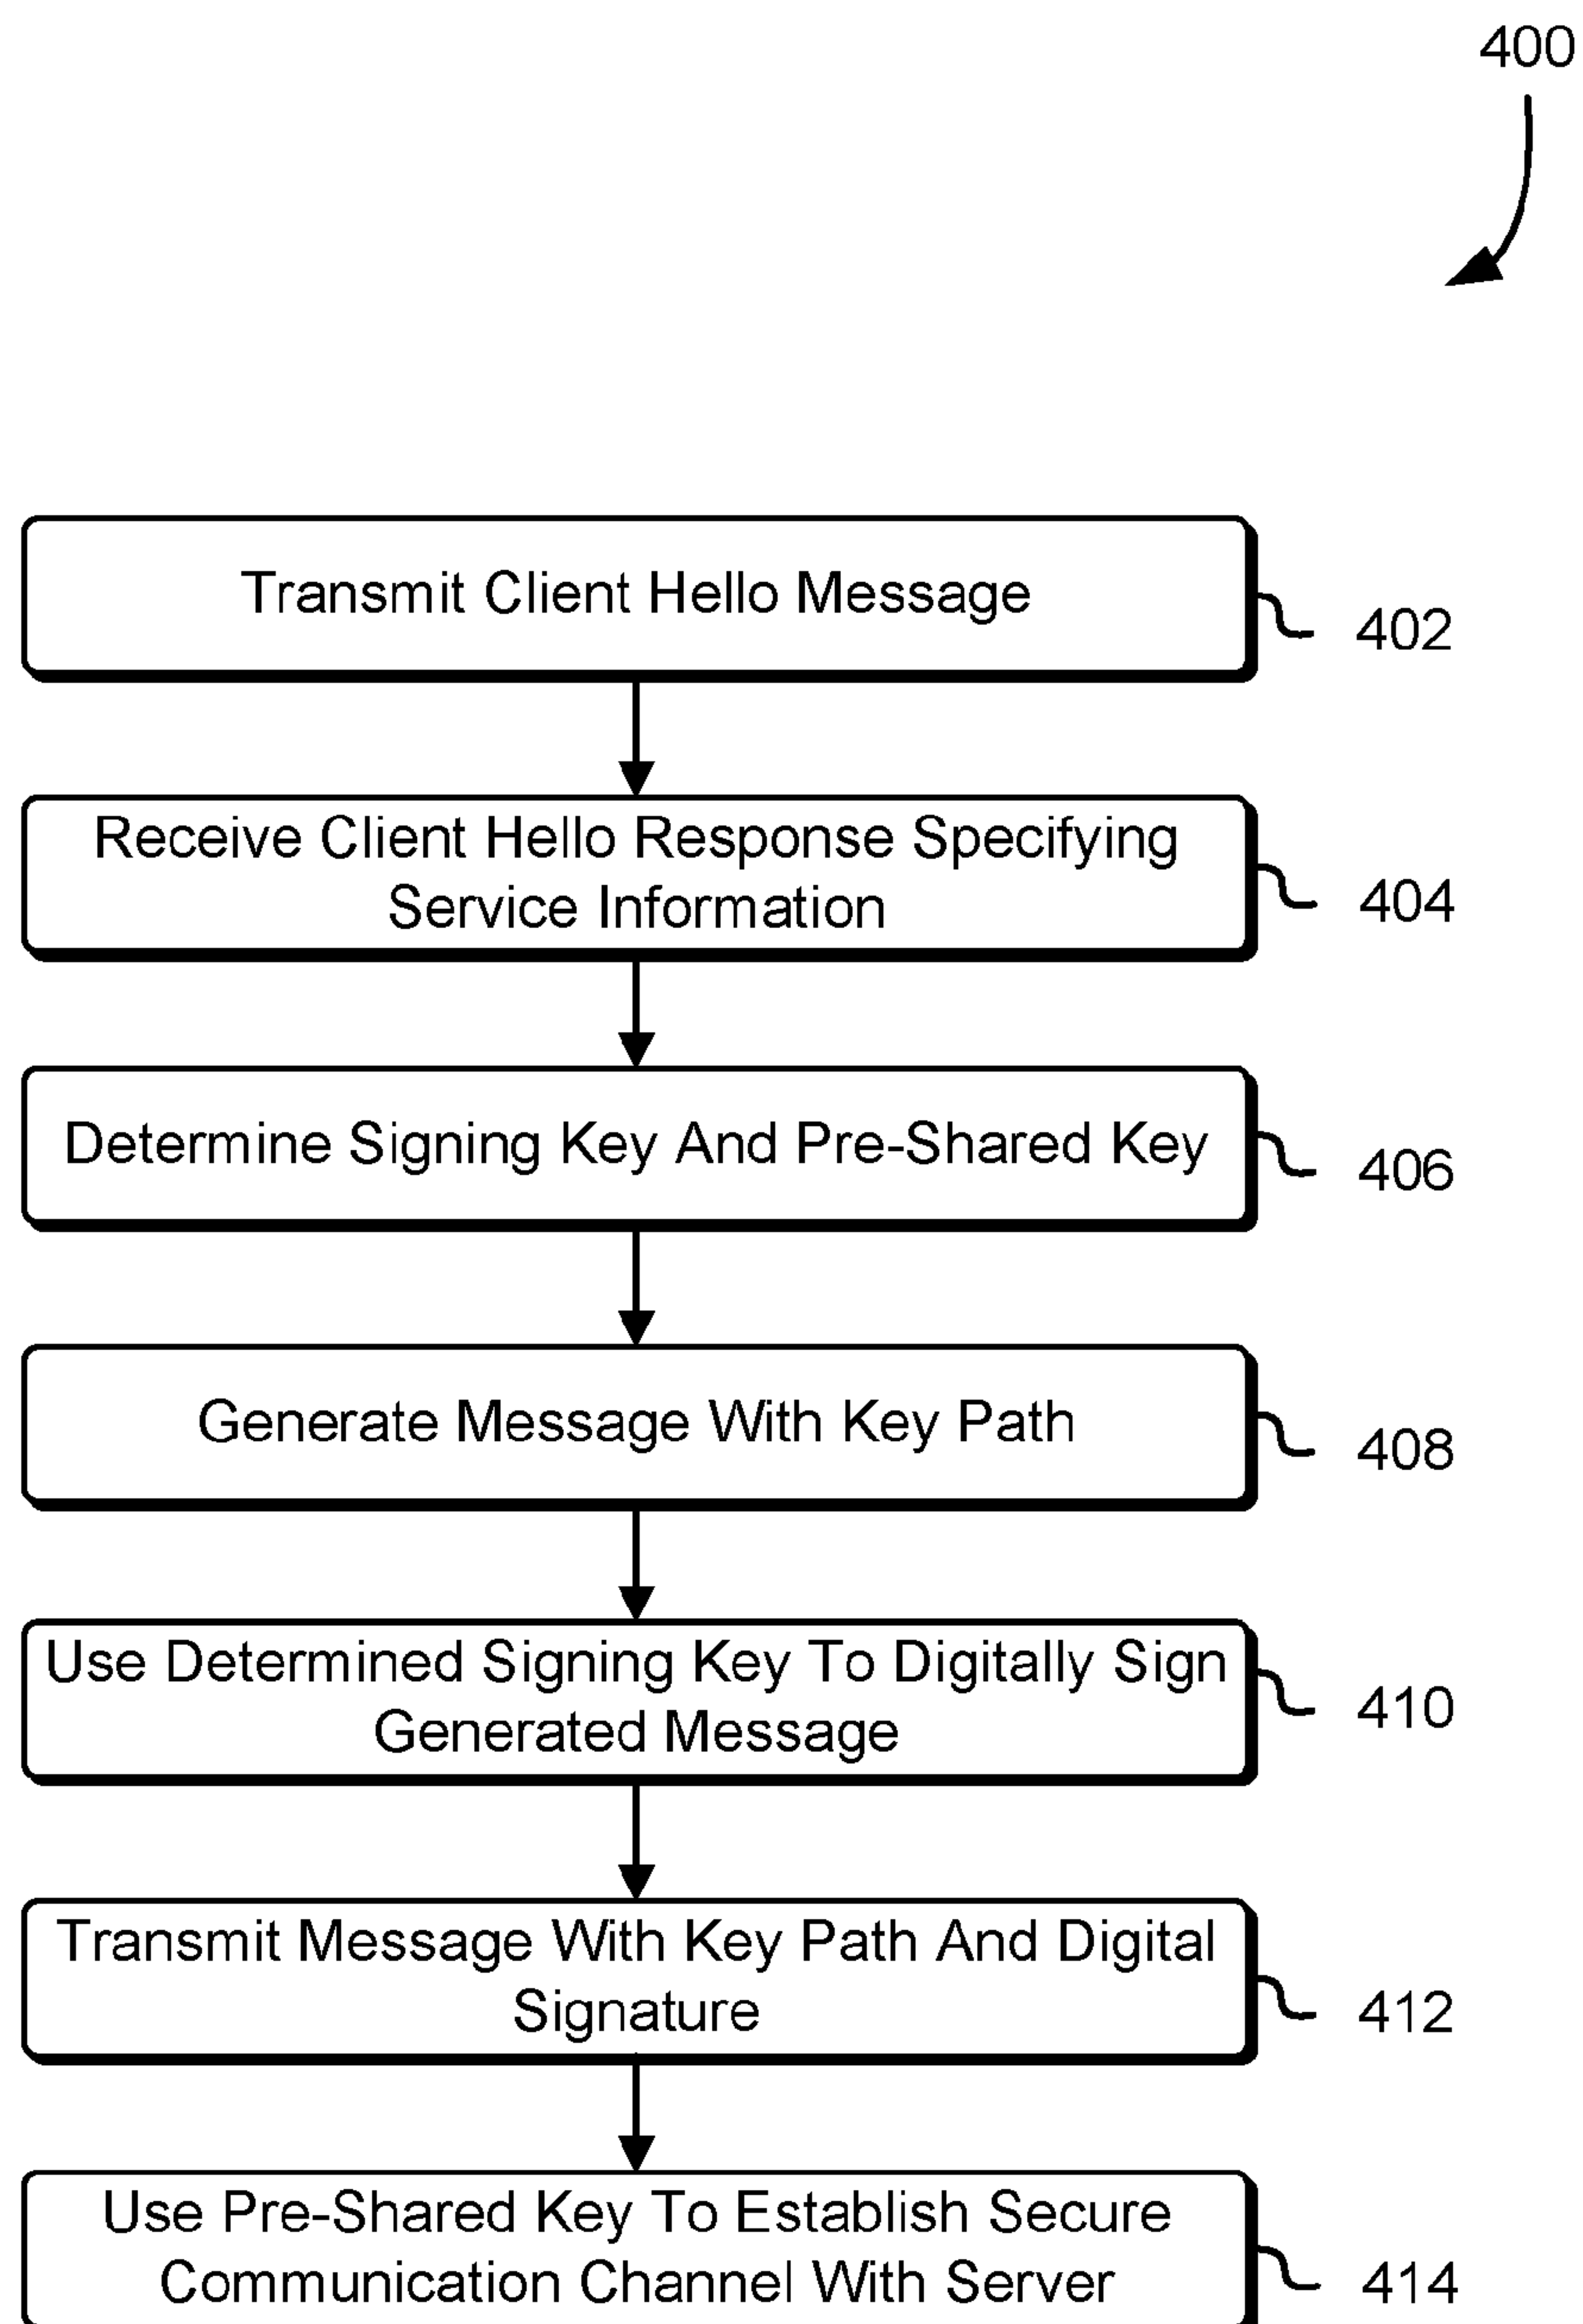 400
Transmit Client Hello Message
402
Receive Client Hello Response Specifying
Service Information
404
Determine Signing Key And Pre-Shared Key
406
Generate Message With Key Path
408
Use Determined Signing Key To Digitally Sign
Generated Message
410
Transmit Message With Key Path And Digital
Signature
412
Use Pre-Shared Key To Establish Secure
Communication Channel With Server
414